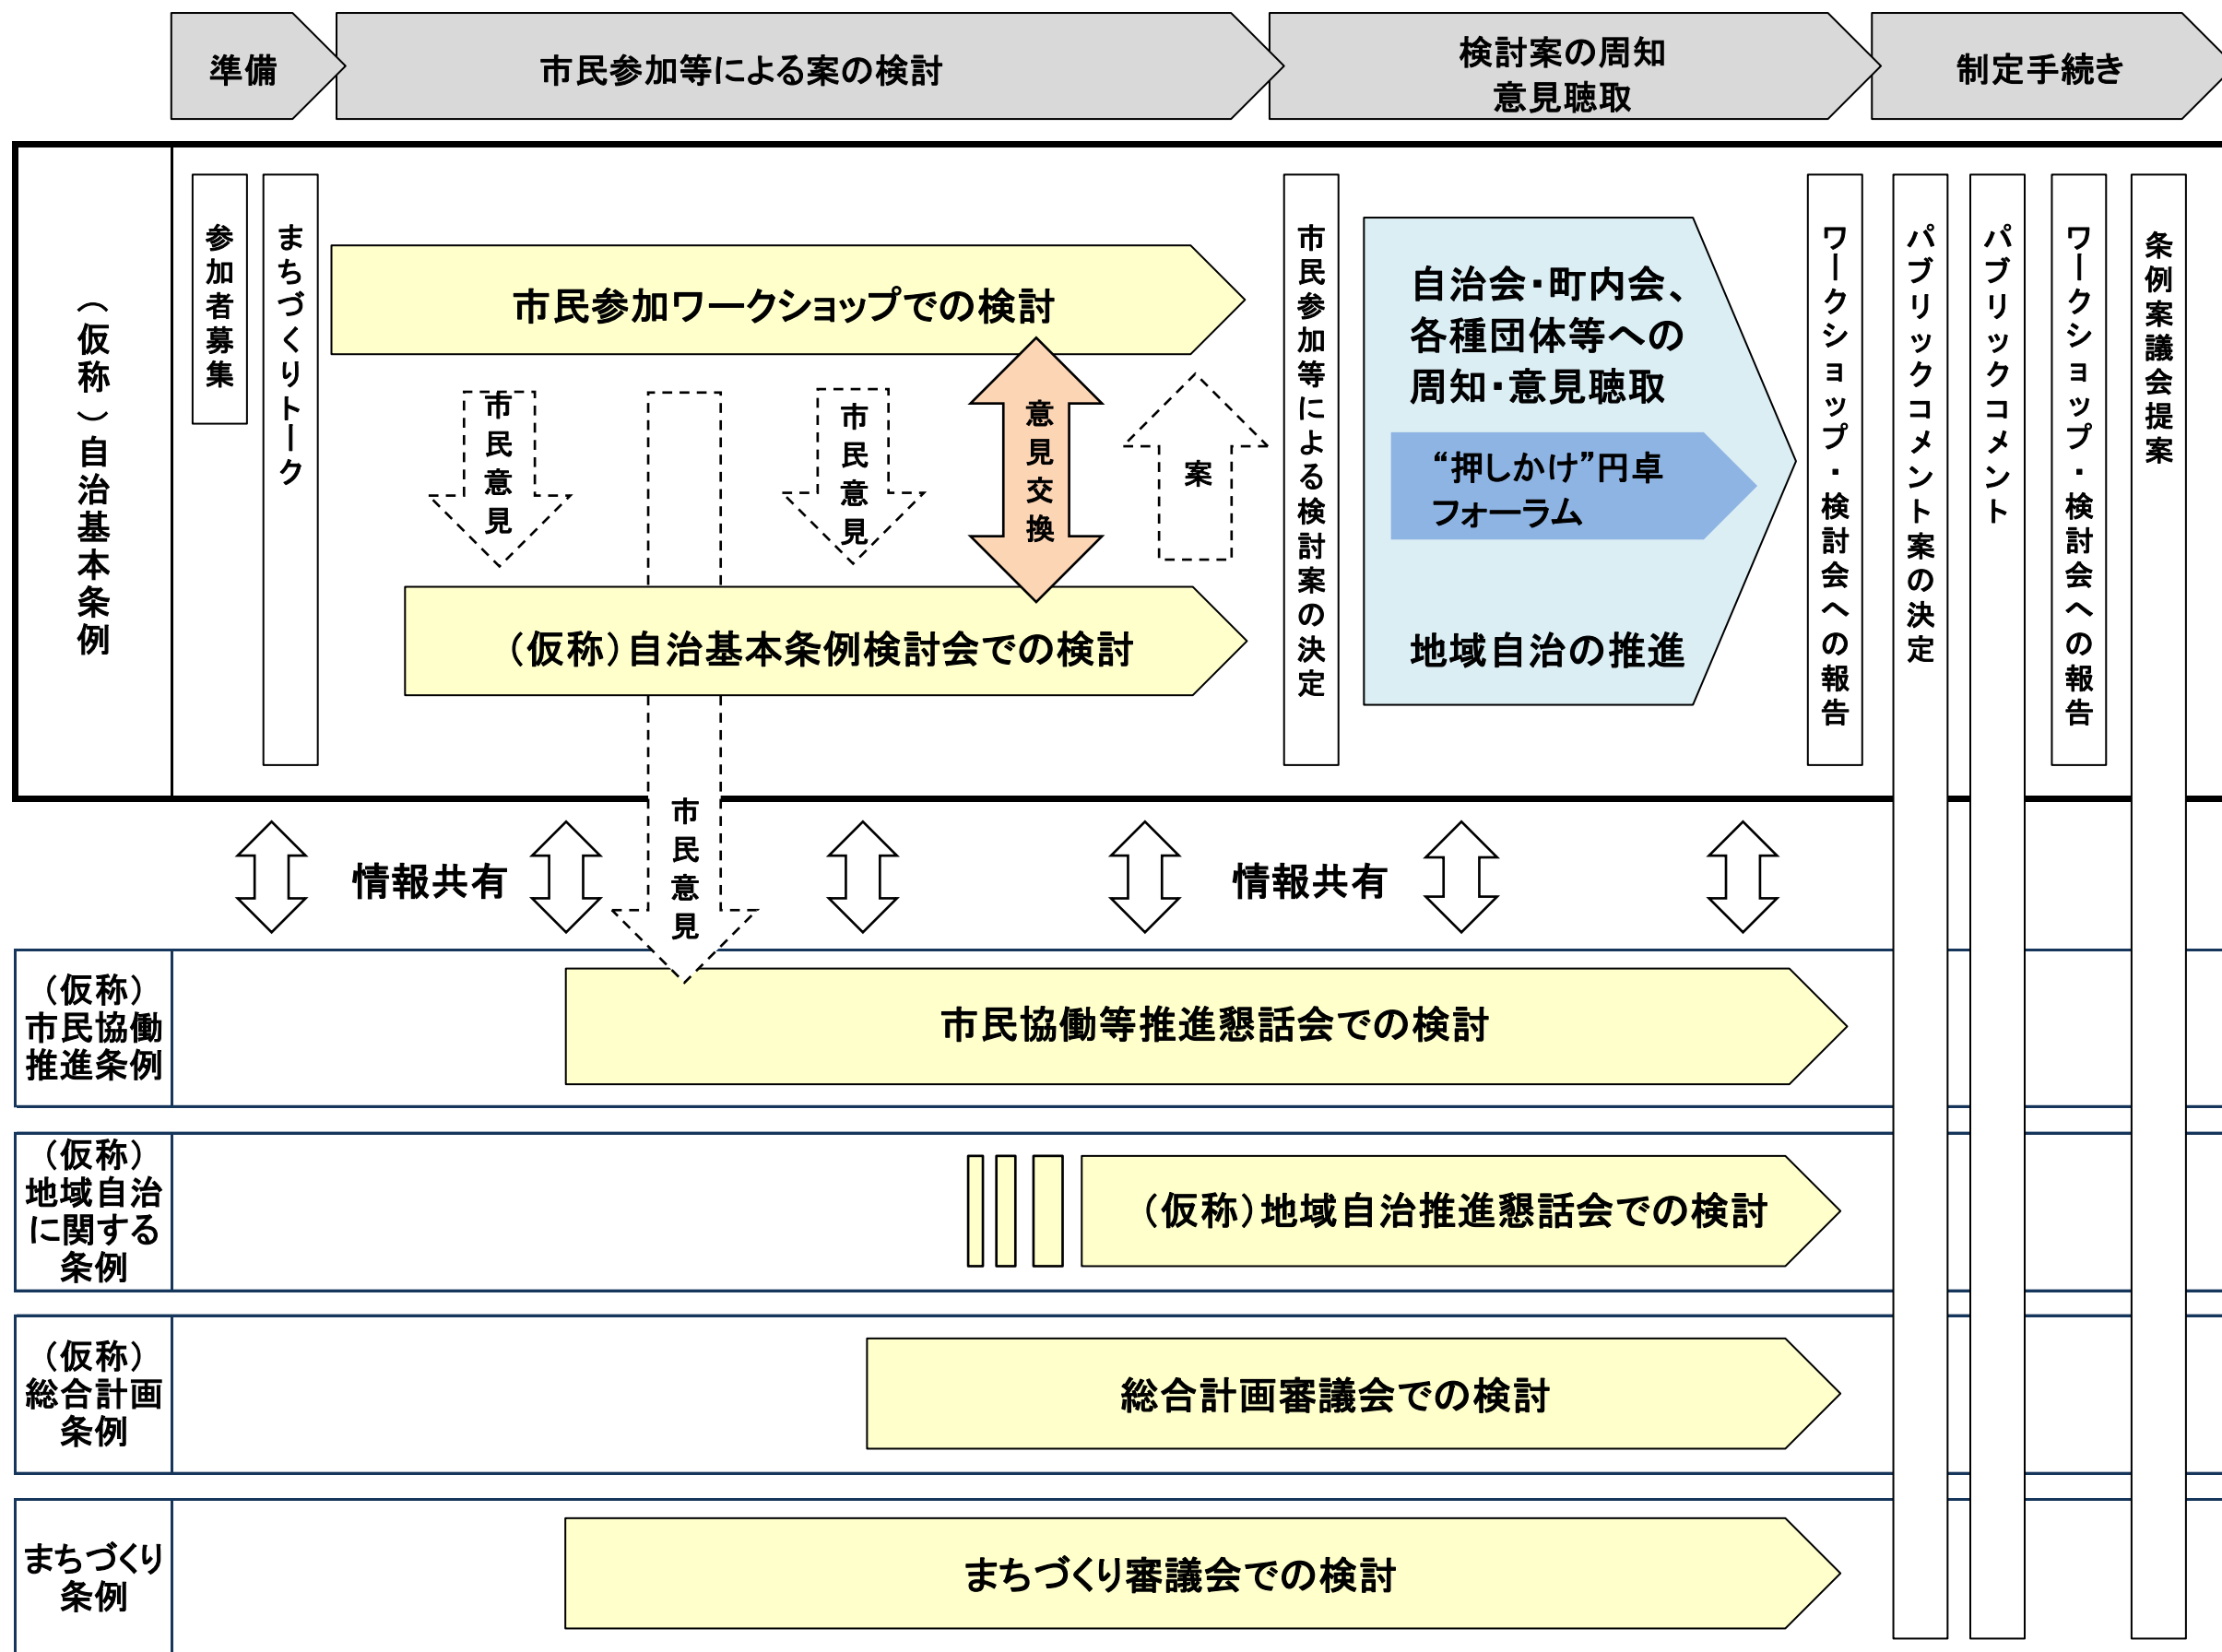 準備
市民参加等による案の検討
検討案の周知
意見聴取
制定手続き
（仮称）自治基本条例
参加者募集
まちづくりトーク
市民参加ワークショップでの検討
市民意見
市民意見
意見交換
案
（仮称）自治基本条例検討会での検討
市民意見
市民参加等による検討案の決定
自治会・町内会、
各種団体等への
周知・意見聴取
“押しかけ”円卓
フォーラム
地域自治の推進
ワークショップ・検討会への報告
パブリックコメント案の決定
パブリックコメント
ワークショップ・検討会への報告
条例案議会提案
情報共有
情報共有
（仮称）
市民協働
推進条例
市民協働等推進懇話会での検討
（仮称）
地域自治
に関する
条例
（仮称）地域自治推進懇話会での検討
（仮称）
総合計画
条例
総合計画審議会での検討
まちづくり
条例
まちづくり審議会での検討